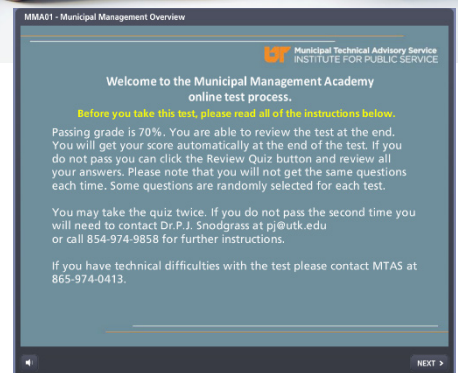 MMA01 - Municipal Management Overview
UT Municipal Technical Advisory Service
INSTITUTE FOR PUBLIC SERVICE
Welcome to the Municipal Management Academy
online test process.
Before you take this test, please read all of the instructions below.
Passing grade is 70%. You are able to review the test at the end.
You will get your score automatically at the end of the test. If you
do not pass you can click the Review Quiz button and review all
your answers. Please note that you will not get the same questions
each time. Some questions are randomly selected for each test.
You may take the quiz twice. If you do not pass the second time you
will need to contact Dr.P.J. Snodgrass at pj@utk.edu
or call 854-974-9858 for further instructions.
If you have technical difficulties with the test please contact MTAS at
865-974-0413.
NEXT >